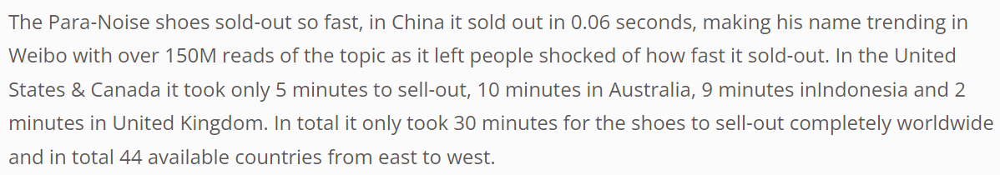 The Para-Noise shoes sold-out so fast, in China it sold out in 0.06 seconds, making his name trending in
Weibo with over 150M reads of the topic as it left people shocked of how fast it sold-out. In the United
States & Canada it took only 5 minutes to sell-out, 10 minutes in Australia, 9 minutes inIndonesia and 2
minutes in United Kingdom. In total it only took 30 minutes for the shoes to sell-out completely worldwide
and in total 44 available countries from east to west.